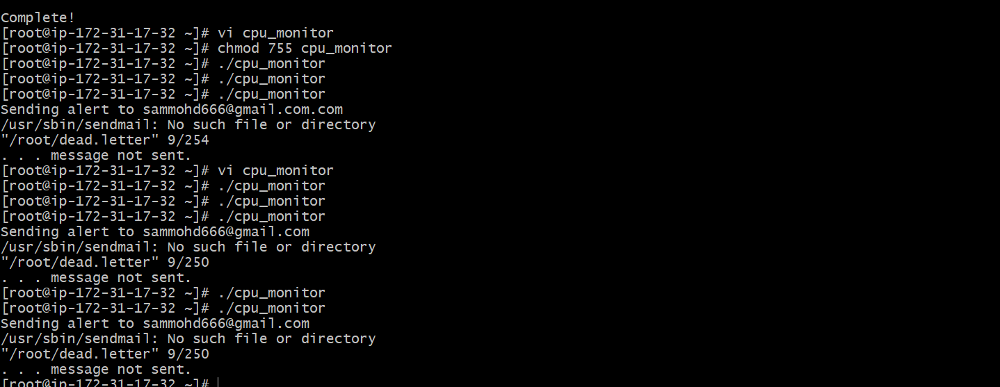 Complete!
[root@ip-172-31-17-32 ~]# vi cpu_monitor
[root@ip-172-31-17-32 ~]# chmod 755 cpu_monitor
[root@ip-172-31-17-32 ~]# ./cpu_monitor
[root@ip-172-31-17-32 ~]# ./cpu_monitor
[root@ip-172-31-17-32 ~]# ./cpu_monitor
Sending alert to sammohd666@gmail.com.com
/usr/sbin/sendmail: No such file or directory
"/root/dead.letter" 9/254
. . . message not sent.
[root@ip-172-31-17-32 ~]# vi cpu_monitor
[root@ip-172-31-17-32 ~]# ./cpu_monitor
[root@ip-172-31-17-32 ~]# ./cpu_monitor
[root@ip-172-31-17-32 ~]# ./cpu_monitor
Sending alert to sammohd666@gmail.com
/usr/sbin/sendmail: No such file or directory
"/root/dead.letter" 9/250
. . . message not sent.
[root@ip-172-31-17-32 ~]# ./cpu_monitor
[root@ip-172-31-17-32 ~]# ./cpu_monitor
Sending alert to sammohd666@gmail.com
/usr/sbin/sendmail: No such file or directory
"/root/dead.letter" 9/250
. . . message not sent.
[root@ip-172-31-17-32 ~]#